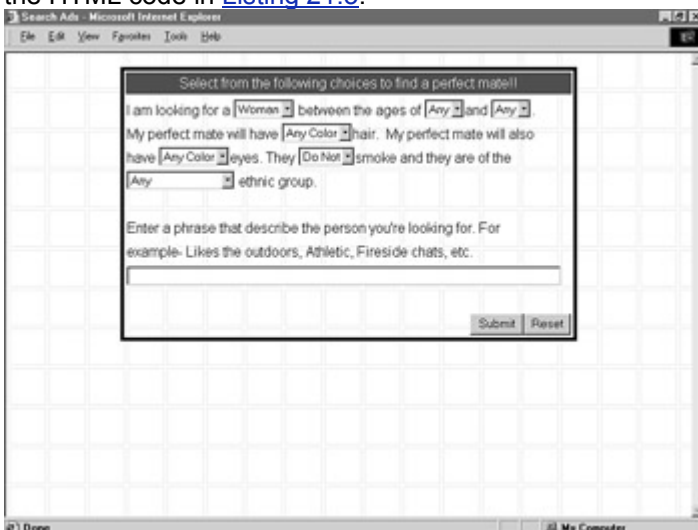 the HTML code in Listing 21.3.
Search Ads - Microsoft Internet Explorer
File Edit View Favorites Tools Help
Select from the following choices to find a perfect mate!!
I am looking for a Woman between the ages of Any and Any .
My perfect mate will have Any Color hair. My perfect mate will also
have Any Color eyes. They Do Not smoke and they are of the
Any ethnic group.
Enter a phrase that describe the person you're looking for. For
example- Likes the outdoors, Athletic, Fireside chats, etc.
Submit Reset
Done My Computer